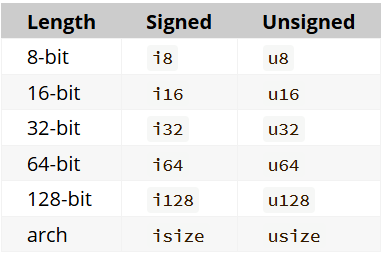 Length Signed Unsigned
8-bit i8 u8
16-bit i16 u16
32-bit i32 u32
64-bit i64 u64
128-bit i128 u128
arch isize usize